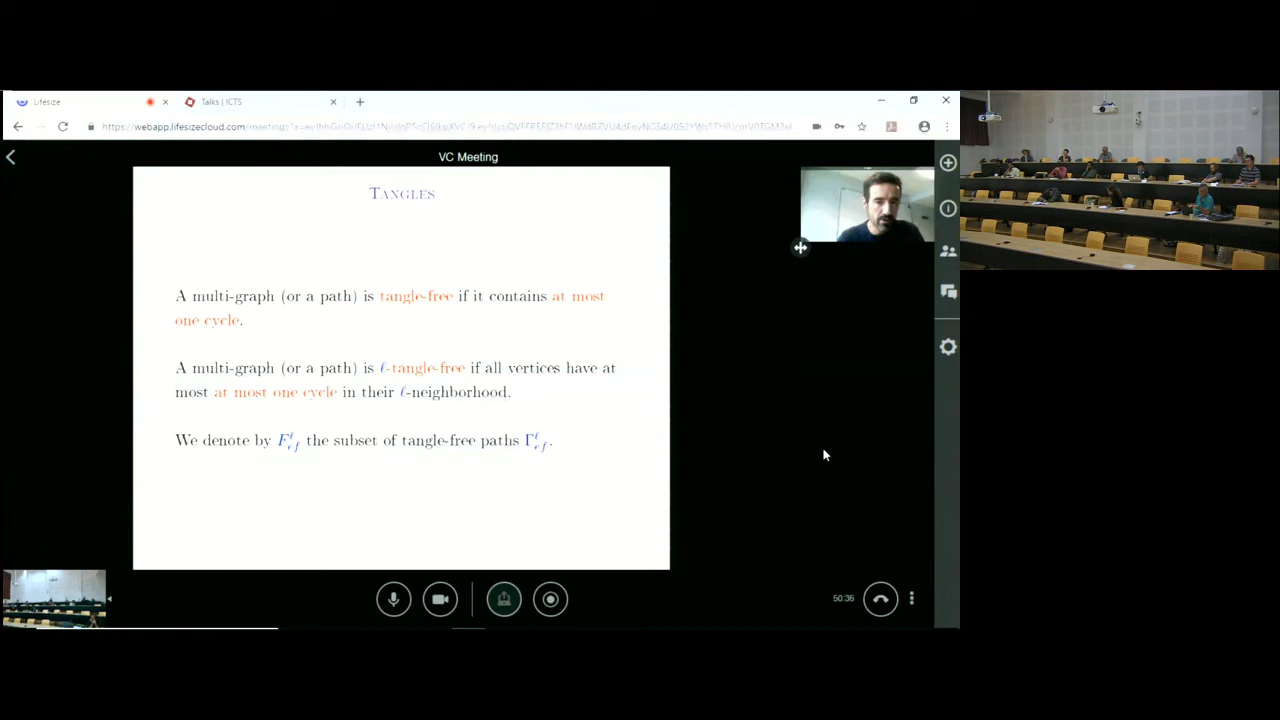 Lifesize
Talks | ICTS
VC Meeting
TANGLES
A multi-graph (or a path) is tangle-free if it contains at most
one cycle.
A multi-graph (or a path) is ℓ-tangle-free if all vertices have at
most at most one cycle in their ℓ-neighborhood.
We denote by F^ℓ_{ef} the subset of tangle-free paths Γ^ℓ_{ef}.
50:36